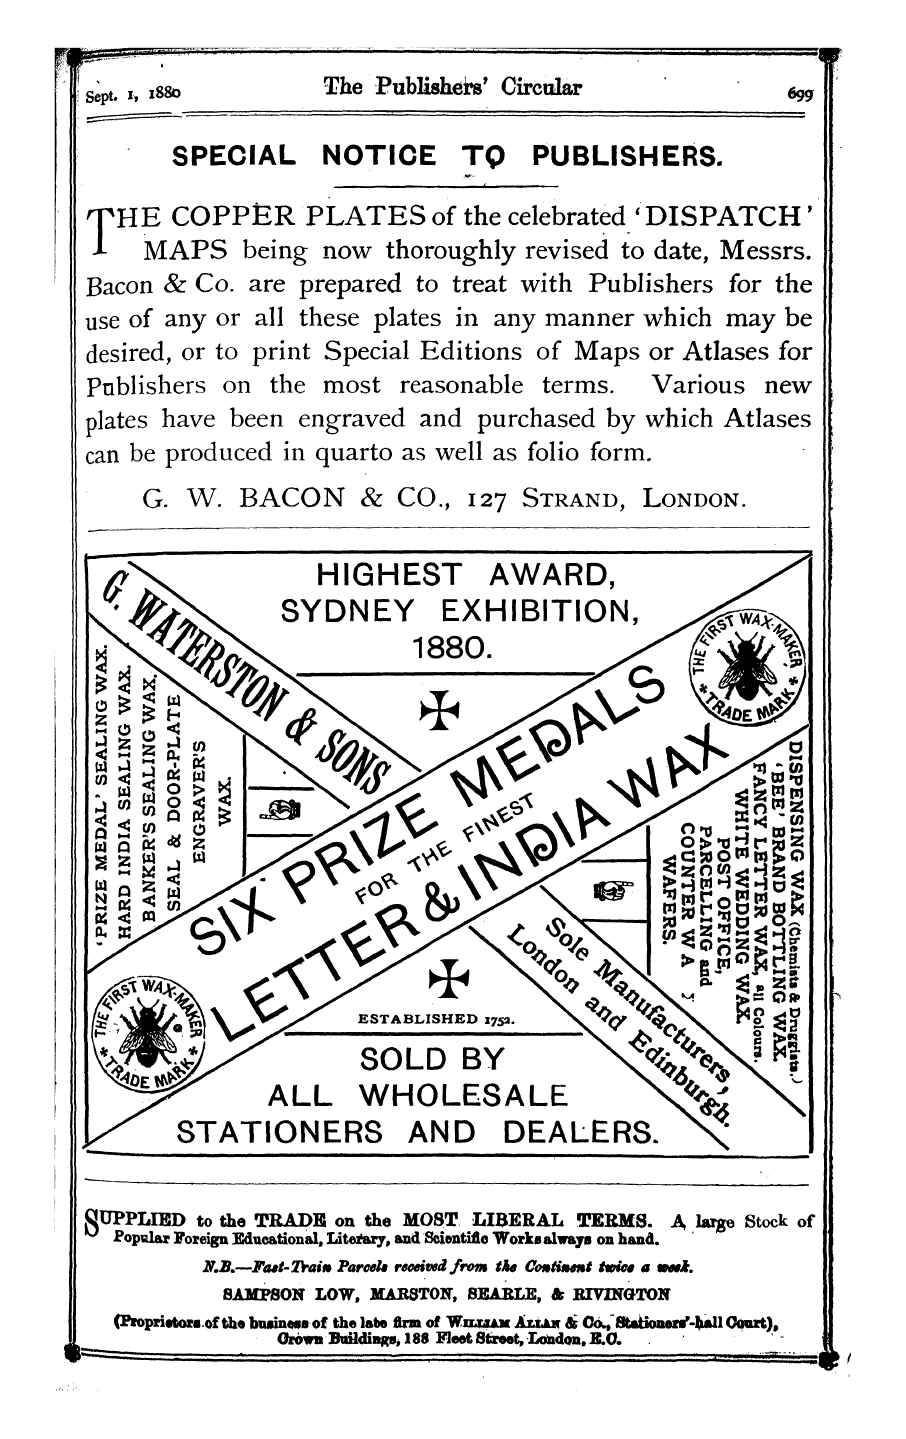 Sept. 1, 1880 The Publishers' Circular 699
SPECIAL NOTICE TO PUBLISHERS.
THE COPPER PLATES of the celebrated 'DISPATCH'
MAPS being now thoroughly revised to date, Messrs.
Bacon & Co. are prepared to treat with Publishers for the
use of any or all these plates in any manner which may be
desired, or to print Special Editions of Maps or Atlases for
Publishers on the most reasonable terms. Various new
plates have been engraved and purchased by which Atlases
can be produced in quarto as well as folio form.
G. W. BACON & CO., 127 STRAND, LONDON.
HIGHEST AWARD,
SYDNEY EXHIBITION,
1880.
G. WATERSTON & SONS
'PRIZE MEDAL' SEALING WAX.
HARD INDIA SEALING WAX.
BANKER'S SEALING WAX.
SEAL & DOOR-PLATE
ENGRAVER'S
WAX.
SIX PRIZE MEDALS
FOR THE FINEST
LETTER & INDIA WAX
THE FIRST WAX-MAKER
TRADE MARK
DISPENSING WAX (Chemists & Druggists.)
'BEE' BRAND BOTTLING WAX.
FANCY LETTER WAX, all Colours.
WHITE WEDDING WAX.
POST OFFICE,
PARCELLING and
COUNTER WA
WAFERS.
THE FIRST WAX-MAKER
TRADE MARK
ESTABLISHED 1752.
Sole Manufacturers,
London and Edinburgh.
SOLD BY
ALL WHOLESALE
STATIONERS AND DEALERS.
SUPPLIED to the TRADE on the MOST LIBERAL TERMS. A large Stock of
Popular Foreign Educational, Literary, and Scientific Works always on hand.
N.B.—Fast-Train Parcels received from the Continent twice a week.
SAMPSON LOW, MARSTON, SEARLE, & RIVINGTON
(Proprietors of the business of the late firm of WILLIAM ALLAN & Co., Stationers'-hall Court),
Crown Buildings, 188 Fleet Street, London, E.C.